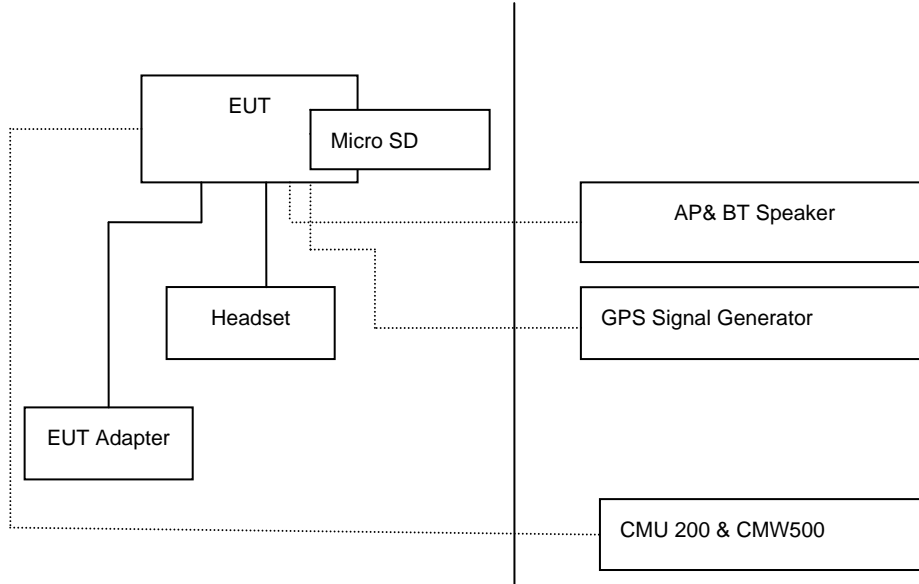 EUT
Micro SD
AP& BT Speaker
Headset
GPS Signal Generator
EUT Adapter
CMU 200 & CMW500